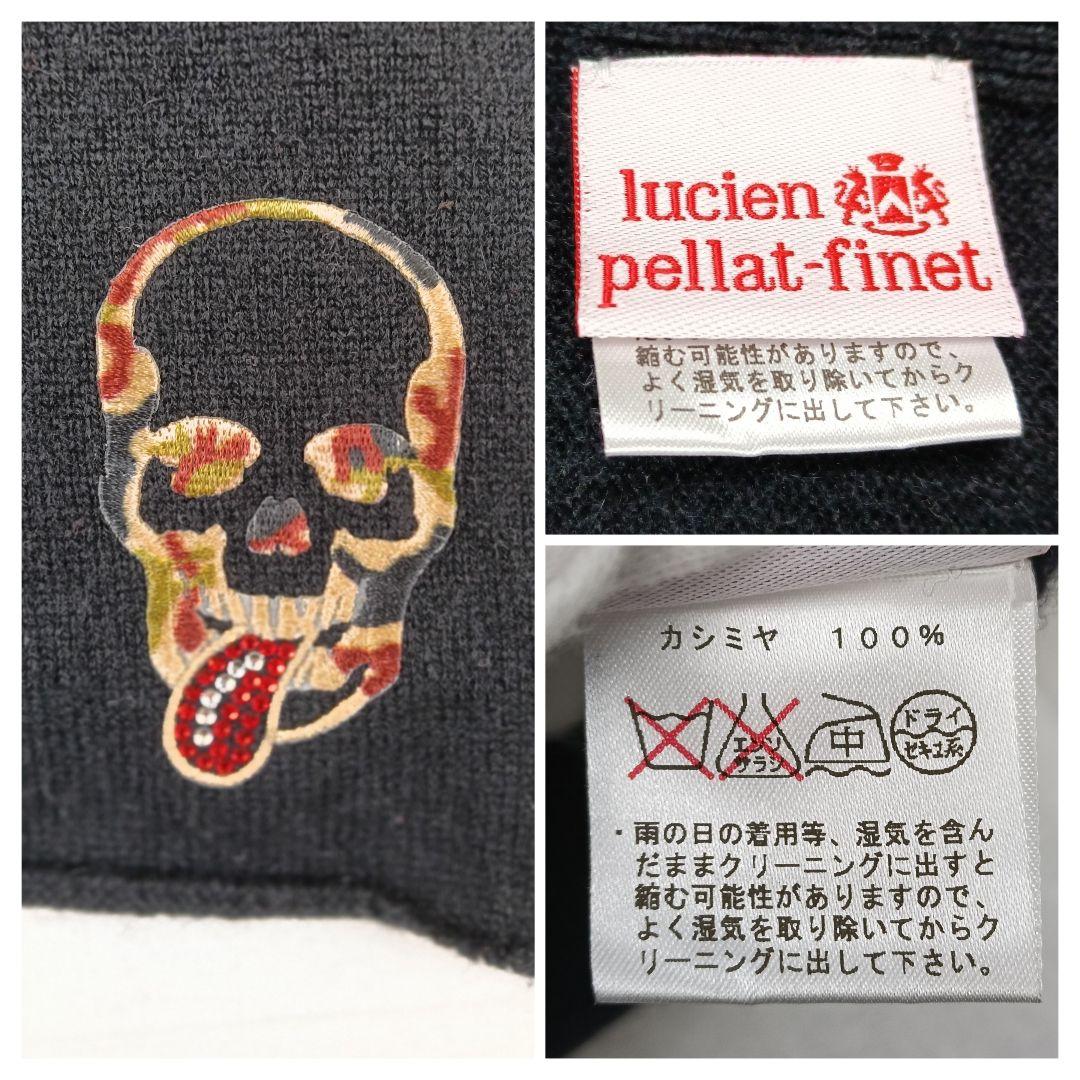 lucien
pellat-finet
縮む可能性がありますので、
よく湿気を取り除いてからク
リーニングに出して下さい。
カシミヤ 100%
エンソ
サラシ
中
ドライ
セキユ系
・雨の日の着用等、湿気を含ん
だままクリーニングに出すと
縮む可能性がありますので、
よく湿気を取り除いてからク
リーニングに出して下さい。